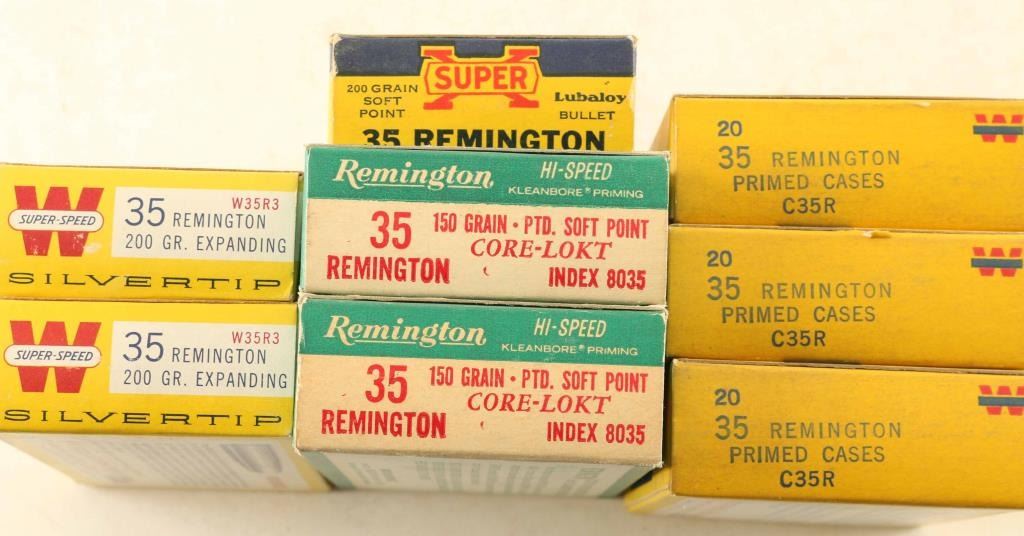 SUPER X
200 GRAIN
SOFT
POINT
Lubaloy
BULLET
35 REMINGTON
W
SUPER-SPEED
35 REMINGTON
W35R3
200 GR. EXPANDING
SILVERTIP
W
SUPER-SPEED
35 REMINGTON
W35R3
200 GR. EXPANDING
SILVERTIP
Remington
HI-SPEED
KLEANBORE® PRIMING
35
REMINGTON
150 GRAIN · PTD. SOFT POINT
CORE-LOKT
INDEX 8035
Remington
HI-SPEED
KLEANBORE® PRIMING
35
REMINGTON
150 GRAIN · PTD. SOFT POINT
CORE-LOKT
INDEX 8035
20
W
35 REMINGTON
PRIMED CASES
C35R
20
W
35 REMINGTON
PRIMED CASES
C35R
20
W
35 REMINGTON
PRIMED CASES
C35R